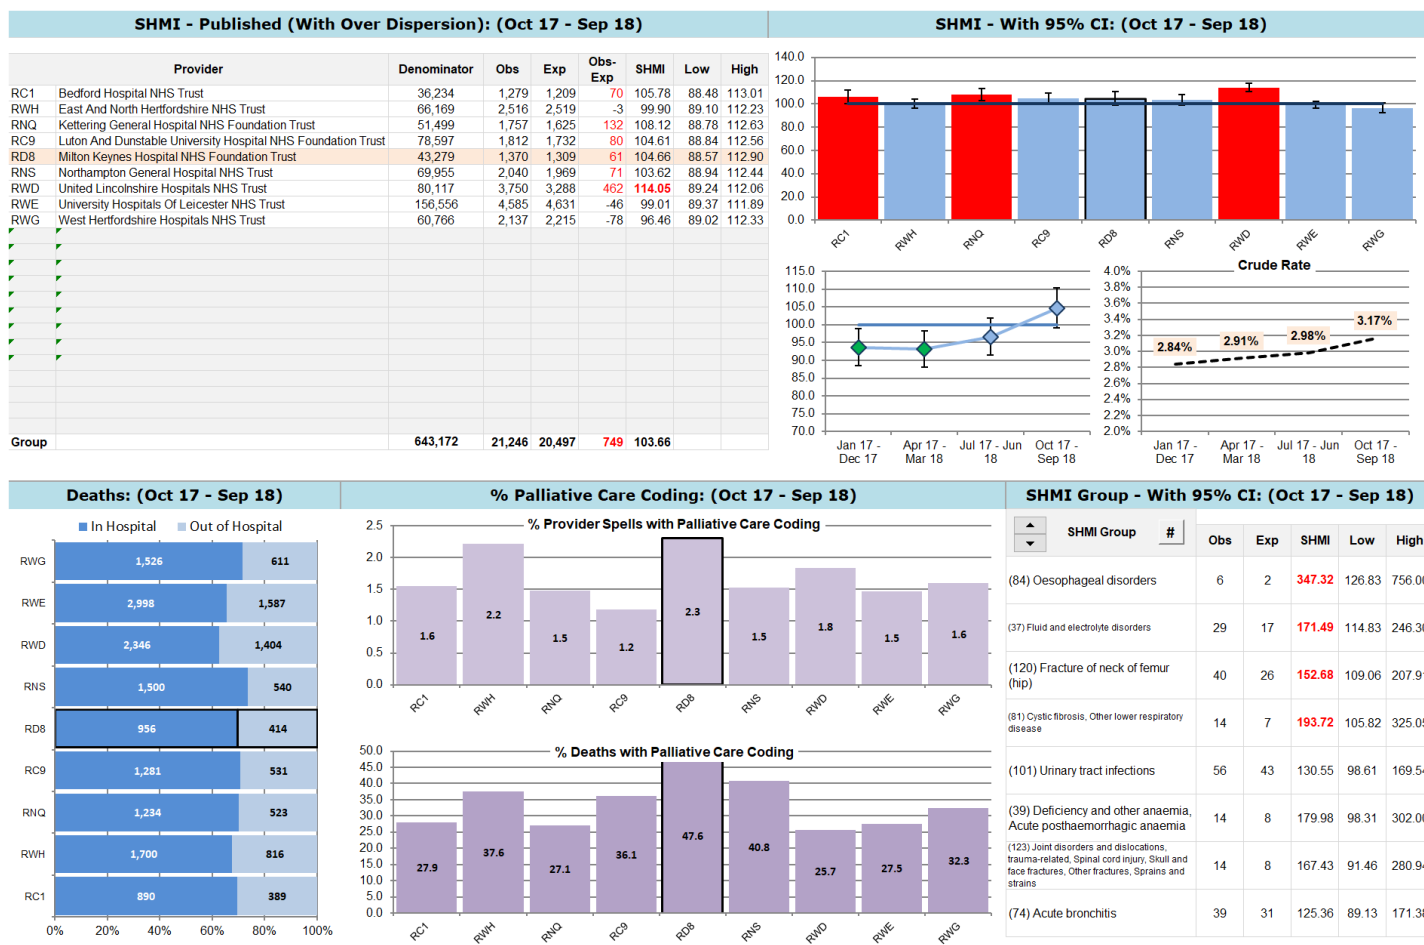 SHMI - Published (With Over Dispersion): (Oct 17 - Sep 18)
Provider Denominator Obs Exp Obs-Exp SHMI Low High
RC1 Bedford Hospital NHS Trust 36,234 1,279 1,209 70 105.78 88.48 113.01
RWH East And North Hertfordshire NHS Trust 66,169 2,516 2,519 -3 99.90 89.10 112.23
RNQ Kettering General Hospital NHS Foundation Trust 51,499 1,757 1,625 132 108.12 88.78 112.63
RC9 Luton And Dunstable University Hospital NHS Foundation Trust 78,597 1,812 1,732 80 104.61 88.84 112.56
RD8 Milton Keynes Hospital NHS Foundation Trust 43,279 1,370 1,309 61 104.66 88.57 112.90
RNS Northampton General Hospital NHS Trust 69,955 2,040 1,969 71 103.62 88.94 112.44
RWD United Lincolnshire Hospitals NHS Trust 80,117 3,750 3,288 462 114.05 89.24 112.06
RWE University Hospitals Of Leicester NHS Trust 156,556 4,585 4,631 -46 99.01 89.37 111.89
RWG West Hertfordshire Hospitals NHS Trust 60,766 2,137 2,215 -78 96.46 89.02 112.33
Group 643,172 21,246 20,497 749 103.66
SHMI - With 95% CI: (Oct 17 - Sep 18)
140.0
120.0
100.0
80.0
60.0
40.0
20.0
0.0
RC1 RWH RNQ RC9 RD8 RNS RWD RWE RWG
115.0
110.0
105.0
100.0
95.0
90.0
85.0
80.0
75.0
70.0
Jan 17 - Apr 17 - Jul 17 - Jun Oct 17 -
Dec 17 Mar 18 18 Sep 18
Crude Rate
4.0%
3.8%
3.6%
3.4%
3.2%
3.0%
2.8%
2.6%
2.4%
2.2%
2.0%
2.84% 2.91% 2.98% 3.17%
Jan 17 - Apr 17 - Jul 17 - Jun Oct 17 -
Dec 17 Mar 18 18 Sep 18
Deaths: (Oct 17 - Sep 18)
In Hospital Out of Hospital
RWG 1,526 611
RWE 2,998 1,587
RWD 2,346 1,404
RNS 1,500 540
RD8 956 414
RC9 1,281 531
RNQ 1,234 523
RWH 1,700 816
RC1 890 389
0% 20% 40% 60% 80% 100%
% Palliative Care Coding: (Oct 17 - Sep 18)
% Provider Spells with Palliative Care Coding
2.5
2.0
1.5
1.0
0.5
0.0
1.6 2.2 1.5 1.2 2.3 1.5 1.8 1.5 1.6
RC1 RWH RNQ RC9 RD8 RNS RWD RWE RWG
% Deaths with Palliative Care Coding
50.0
45.0
40.0
35.0
30.0
25.0
20.0
15.0
10.0
5.0
0.0
27.9 37.6 27.1 36.1 47.6 40.8 25.7 27.5 32.3
RC1 RWH RNQ RC9 RD8 RNS RWD RWE RWG
SHMI Group - With 95% CI: (Oct 17 - Sep 18)
SHMI Group # Obs Exp SHMI Low High
(84) Oesophageal disorders 6 2 347.32 126.83 756.00
(37) Fluid and electrolyte disorders 29 17 171.49 114.83 246.30
(120) Fracture of neck of femur
(hip) 40 26 152.68 109.06 207.91
(81) Cystic fibrosis, Other lower respiratory
disease 14 7 193.72 105.82 325.05
(101) Urinary tract infections 56 43 130.55 98.61 169.54
(39) Deficiency and other anaemia,
Acute posthaemorrhagic anaemia 14 8 179.98 98.31 302.00
(123) Joint disorders and dislocations,
trauma-related, Spinal cord injury, Skull and
face fractures, Other fractures, Sprains and
strains 14 8 167.43 91.46 280.94
(74) Acute bronchitis 39 31 125.36 89.13 171.38